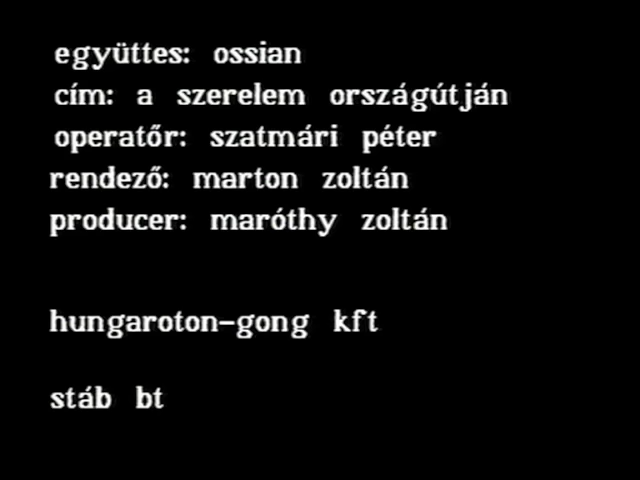 együttes: ossian
cím: a szerelem országútján
operatőr: szatmári péter
rendező: marton zoltán
producer: maróthy zoltán
hungaroton-gong kft
stáb bt